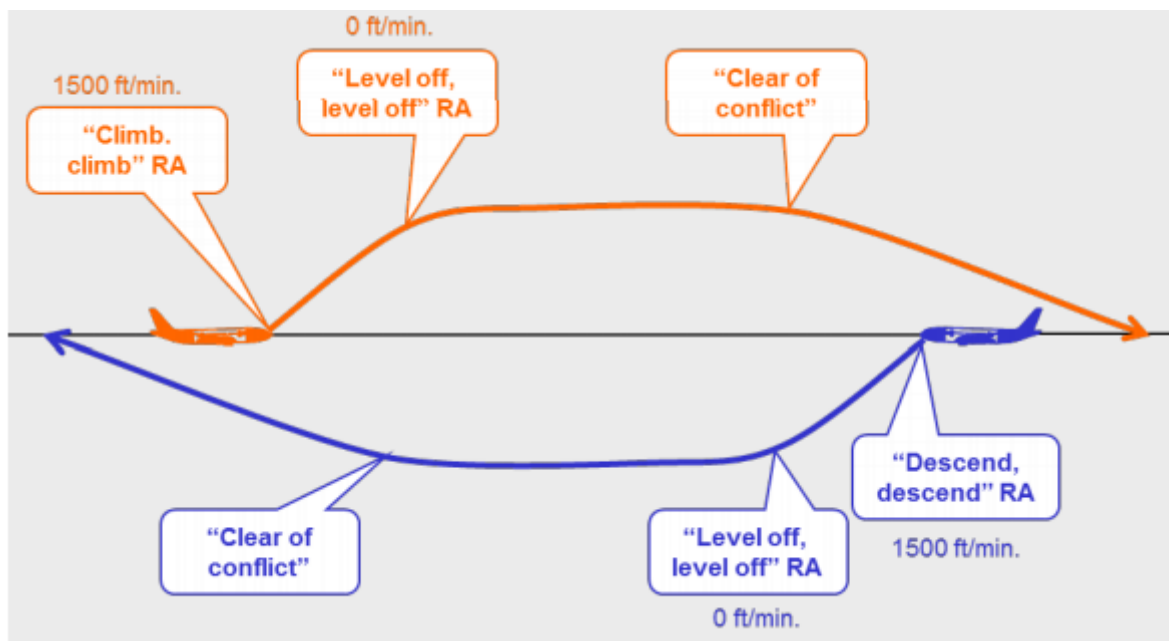 0 ft/min.
1500 ft/min.
“Level off,
level off” RA
“Clear of
conflict”
“Climb.
climb” RA
“Descend,
descend” RA
1500 ft/min.
“Clear of
conflict”
“Level off,
level off” RA
0 ft/min.